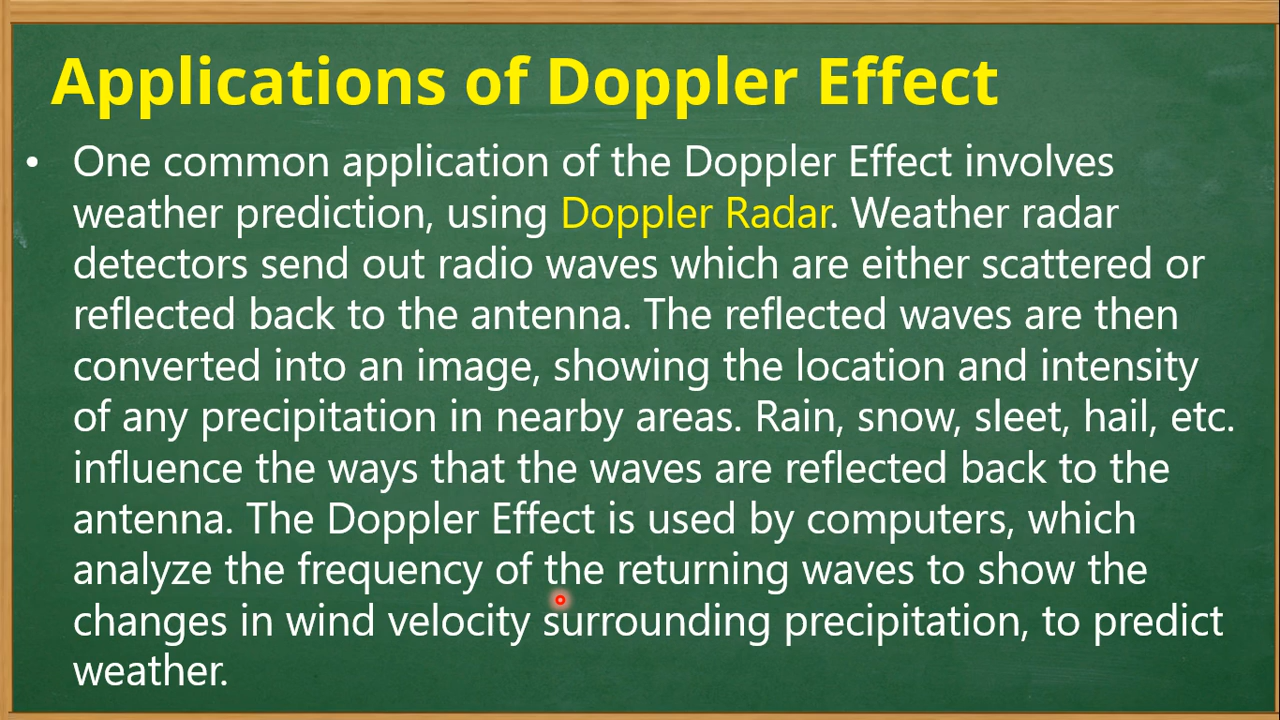 Applications of Doppler Effect
• One common application of the Doppler Effect involves
weather prediction, using Doppler Radar. Weather radar
detectors send out radio waves which are either scattered or
reflected back to the antenna. The reflected waves are then
converted into an image, showing the location and intensity
of any precipitation in nearby areas. Rain, snow, sleet, hail, etc.
influence the ways that the waves are reflected back to the
antenna. The Doppler Effect is used by computers, which
analyze the frequency of the returning waves to show the
changes in wind velocity surrounding precipitation, to predict
weather.